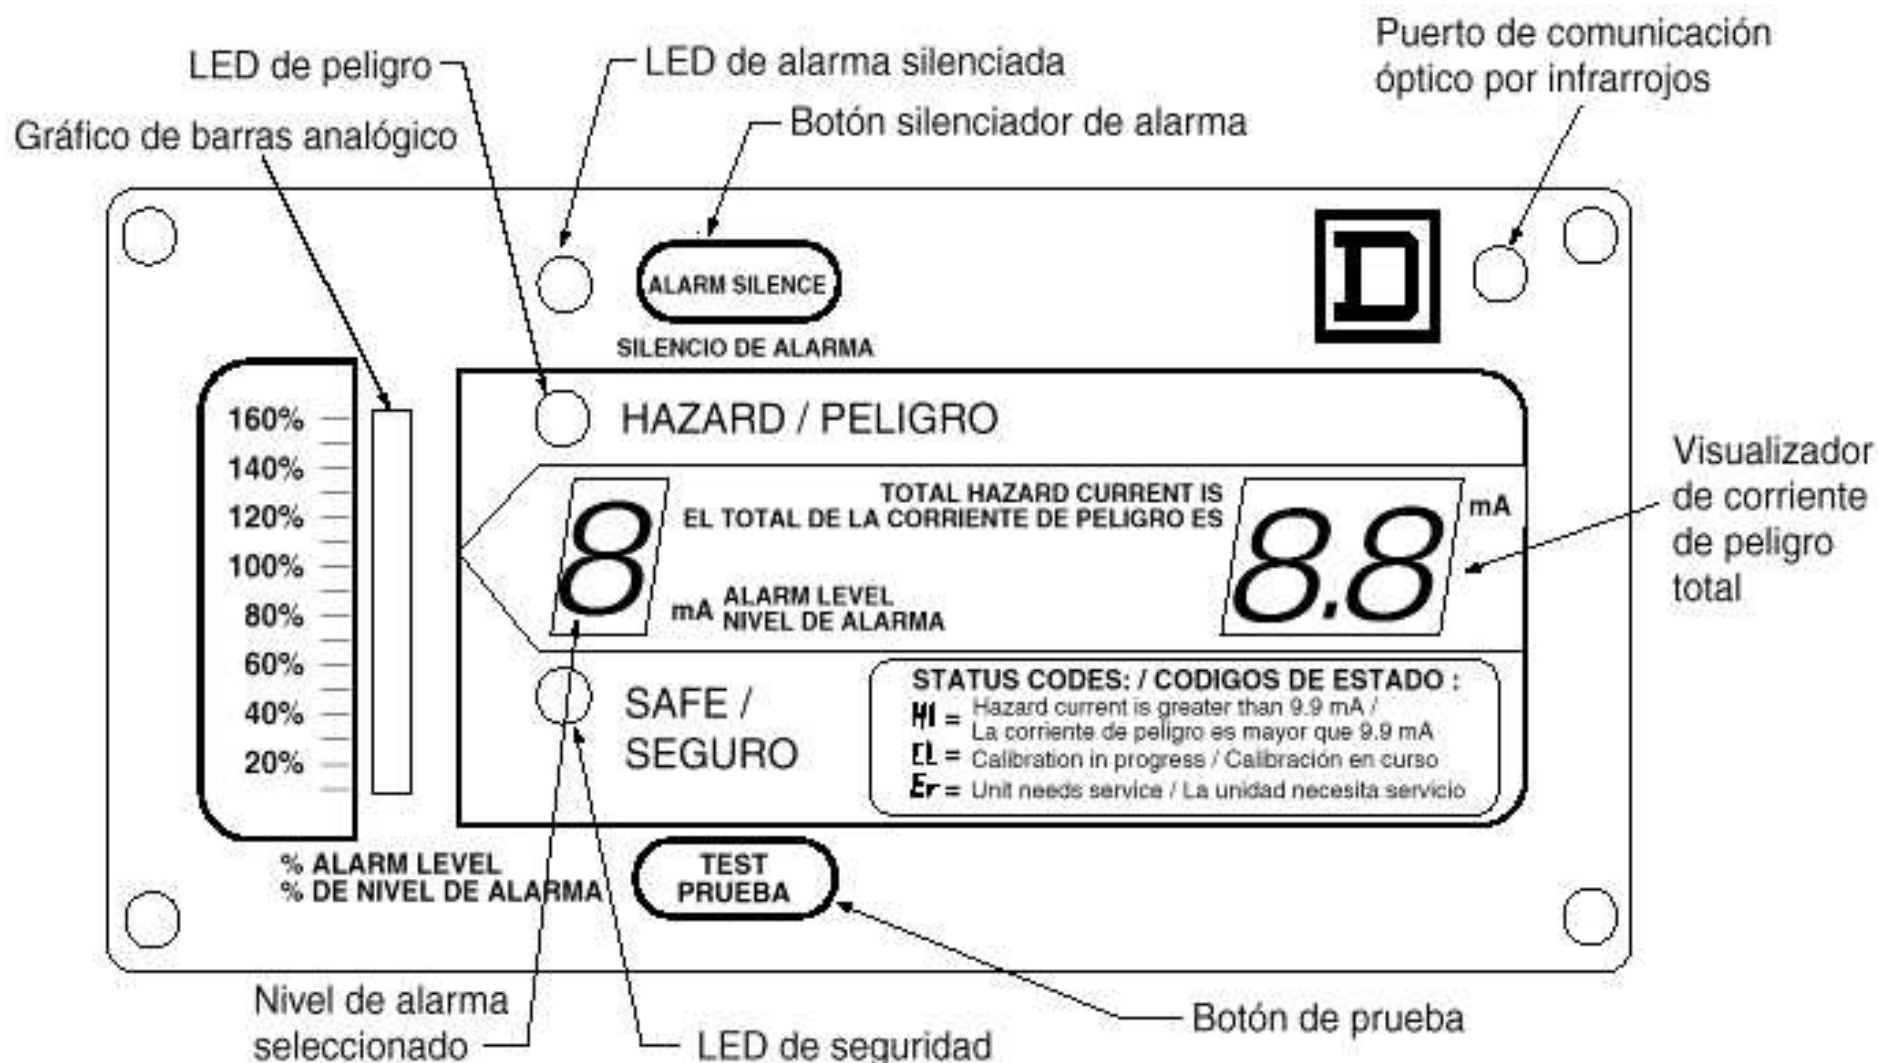 Puerto de comunicación
óptico por infrarrojos
LED de peligro
LED de alarma silenciada
Botón silenciador de alarma
Gráfico de barras analógico
ALARM SILENCE
SILENCIO DE ALARMA
D
160%
140%
120%
100%
80%
60%
40%
20%
% ALARM LEVEL
% DE NIVEL DE ALARMA
HAZARD / PELIGRO
8
mA
ALARM LEVEL
NIVEL DE ALARMA
TOTAL HAZARD CURRENT IS
EL TOTAL DE LA CORRIENTE DE PELIGRO ES
8.8
mA
Visualizador
de corriente
de peligro
total
SAFE /
SEGURO
STATUS CODES: / CODIGOS DE ESTADO :
HI = Hazard current is greater than 9.9 mA /
La corriente de peligro es mayor que 9.9 mA
CL = Calibration in progress / Calibración en curso
Er = Unit needs service / La unidad necesita servicio
TEST
PRUEBA
Nivel de alarma
seleccionado
LED de seguridad
Botón de prueba